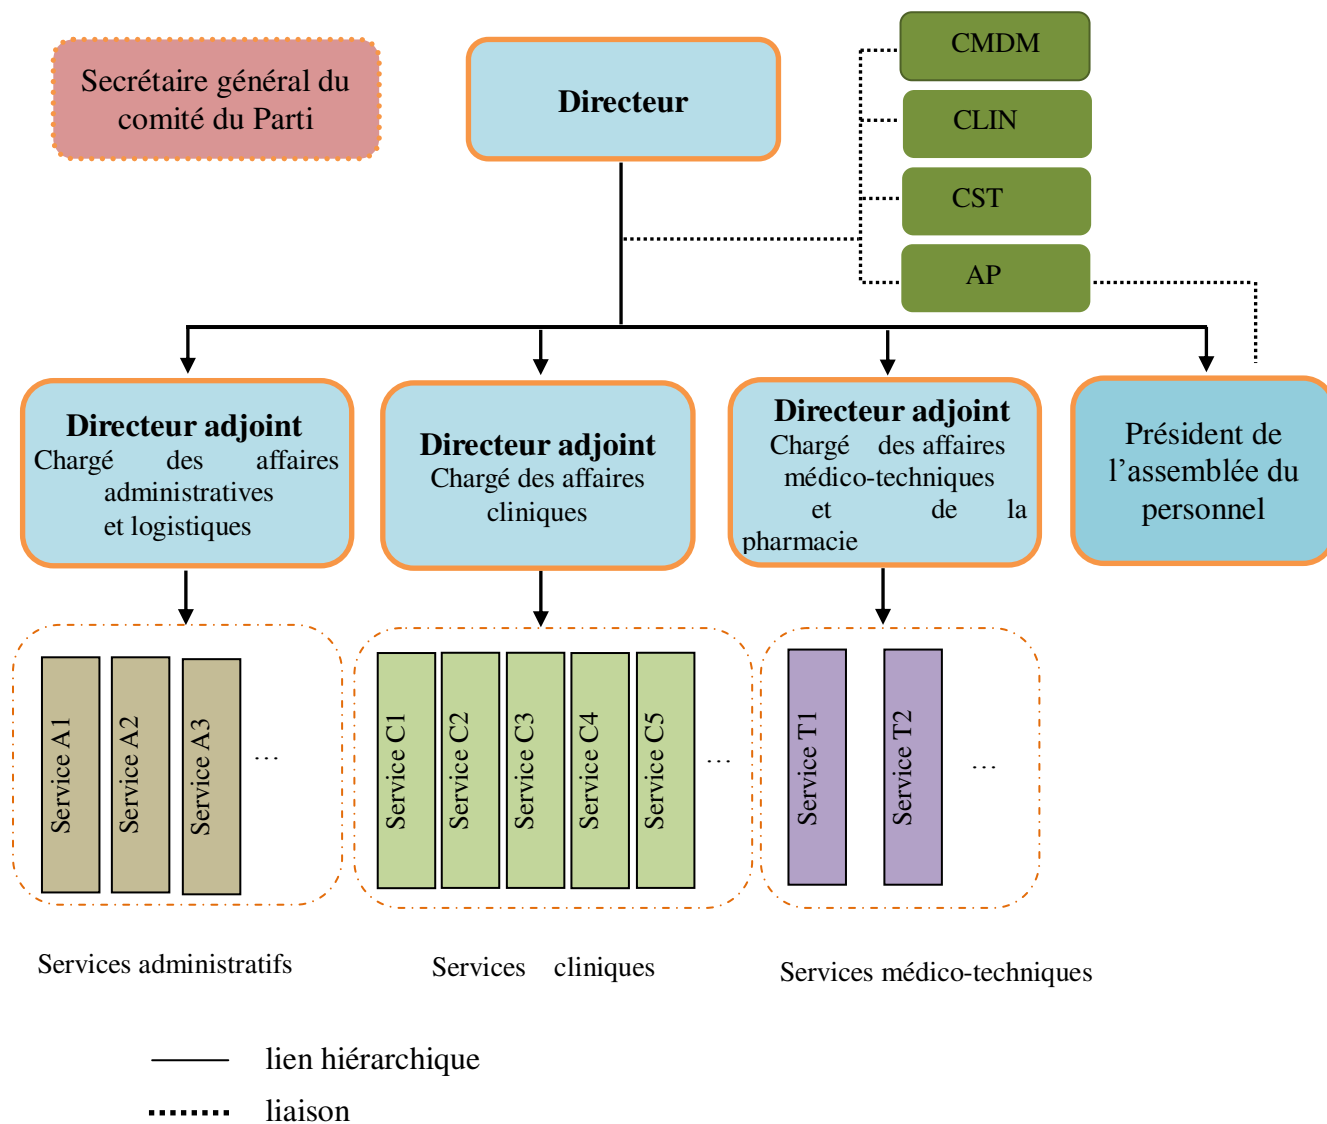 Secrétaire général du
comité du Parti
Directeur
CMDM
CLIN
CST
AP
Directeur adjoint
Chargé des affaires
administratives
et logistiques
Directeur adjoint
Chargé des affaires
cliniques
Directeur adjoint
Chargé des affaires
médico-techniques
et de la
pharmacie
Président de
l’assemblée du
personnel
Service A1
Service A2
Service A3
...
Service C1
Service C2
Service C3
Service C4
Service C5
...
Service T1
Service T2
...
Services administratifs
Services cliniques
Services médico-techniques
lien hiérarchique
liaison